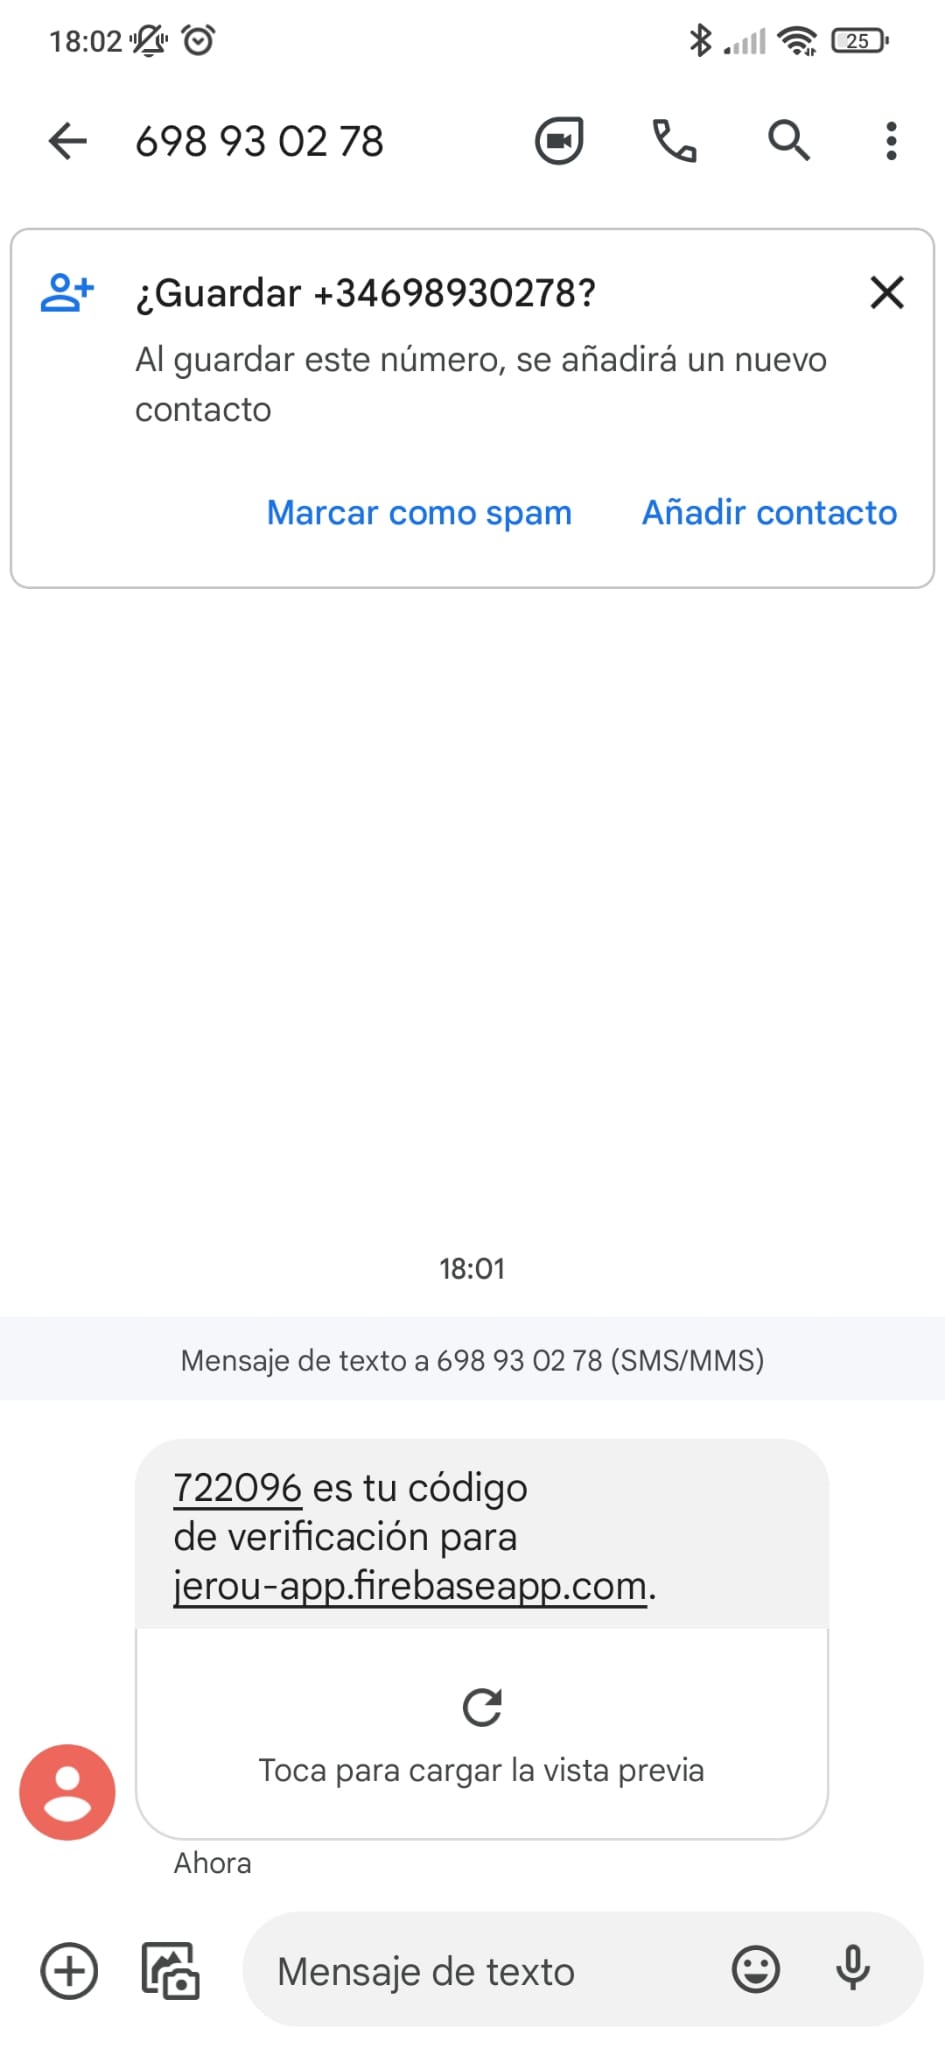 18:02
25
698 93 02 78
¿Guardar +34698930278?
Al guardar este número, se añadirá un nuevo
contacto
Marcar como spam
Añadir contacto
18:01
Mensaje de texto a 698 93 02 78 (SMS/MMS)
722096 es tu código
de verificación para
jerou-app.firebaseapp.com.
Toca para cargar la vista previa
Ahora
Mensaje de texto